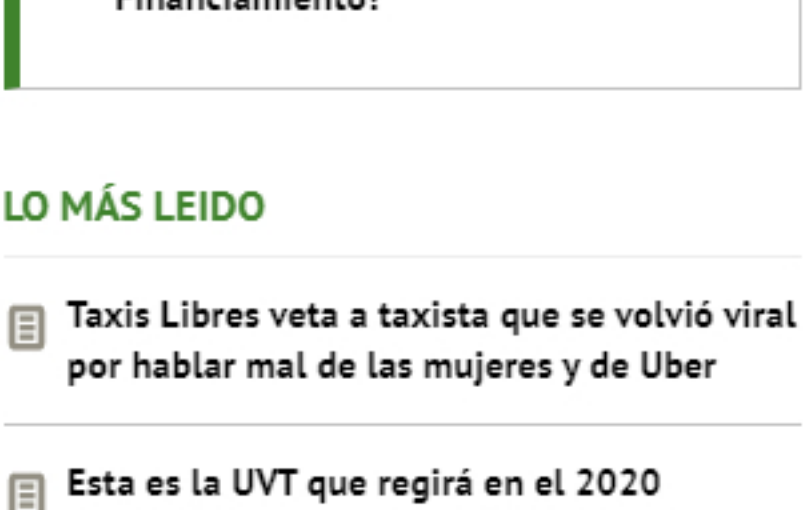 Financiamiento?
LO MÁS LEIDO
Taxis Libres veta a taxista que se volvió viral
por hablar mal de las mujeres y de Uber
Esta es la UVT que regirá en el 2020